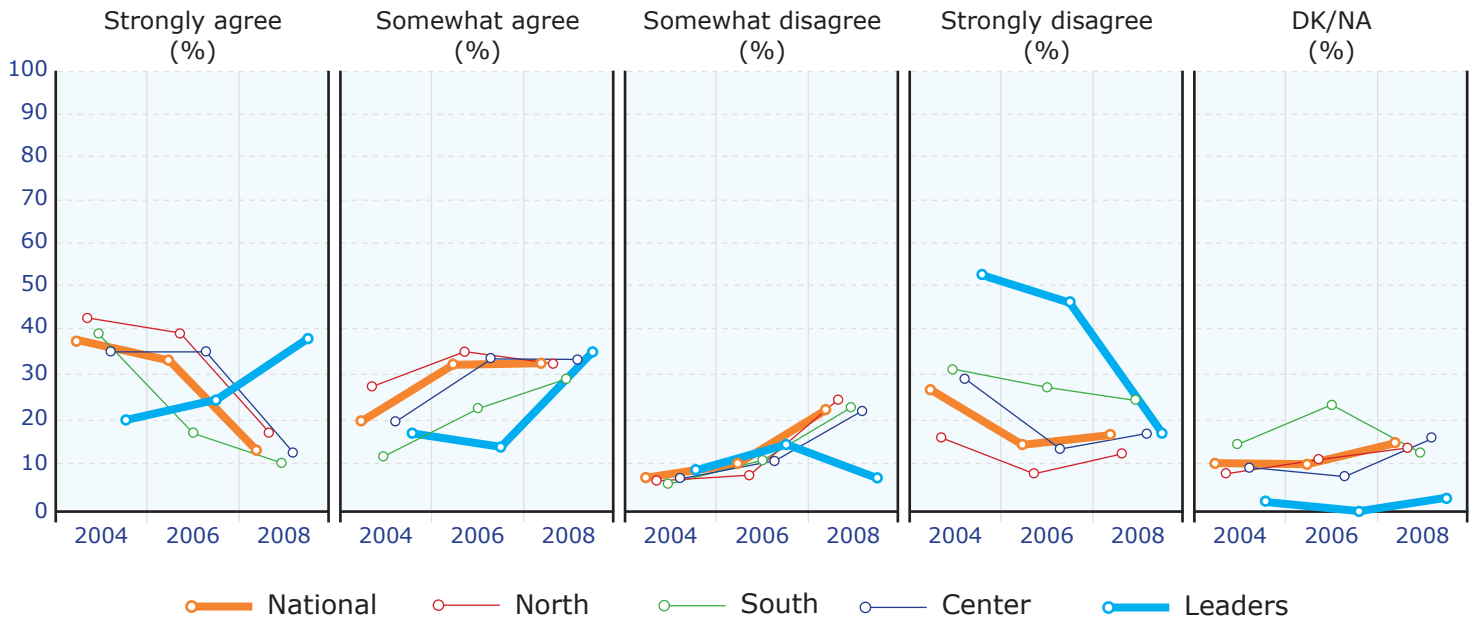 Strongly agree
(%)
Somewhat agree
(%)
Somewhat disagree
(%)
Strongly disagree
(%)
DK/NA
(%)
100
90
80
70
60
50
40
30
20
10
0
2004 2006 2008
2004 2006 2008
2004 2006 2008
2004 2006 2008
2004 2006 2008
National North South Center Leaders